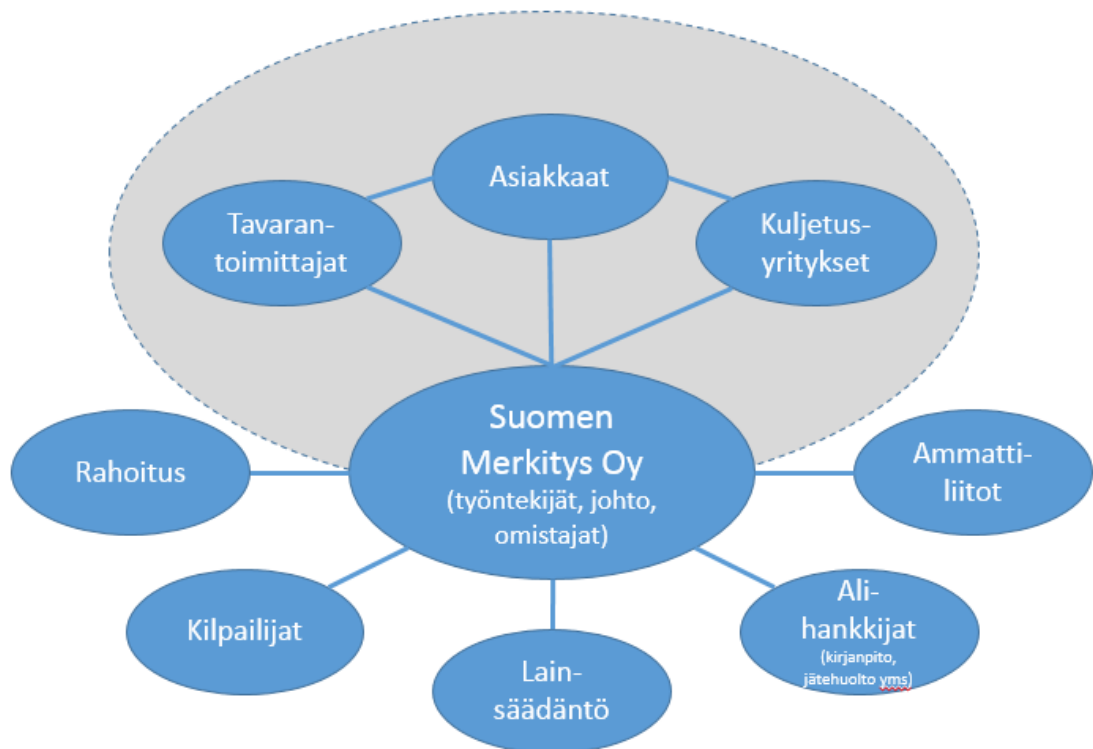 Asiakkaat
Tavaran-
toimittajat
Kuljetus-
yritykset
Suomen
Merkitys Oy
(työntekijät, johto,
omistajat)
Rahoitus
Ammatti-
liitot
Kilpailijat
Lain-
säädäntö
Ali-
hankkijat
(kirjanpito,
jätehuolto yms)